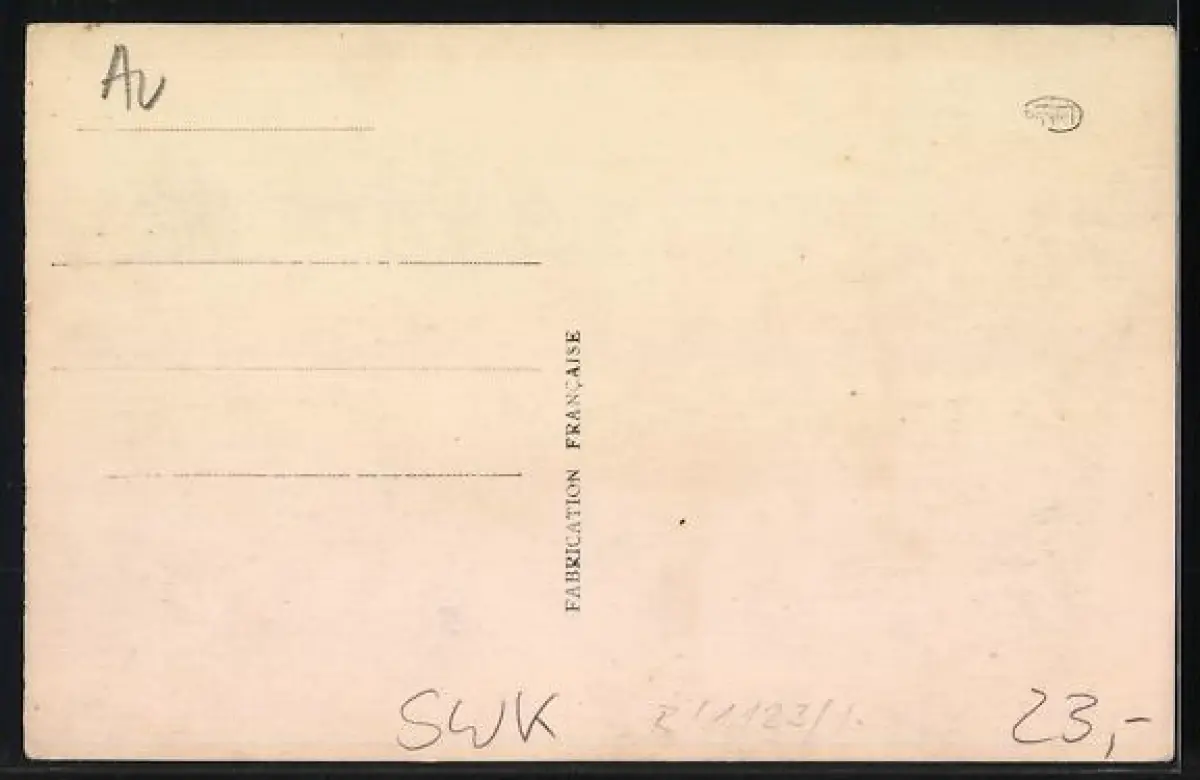 Av
FABRICATION FRANÇAISE
SWK
23,-